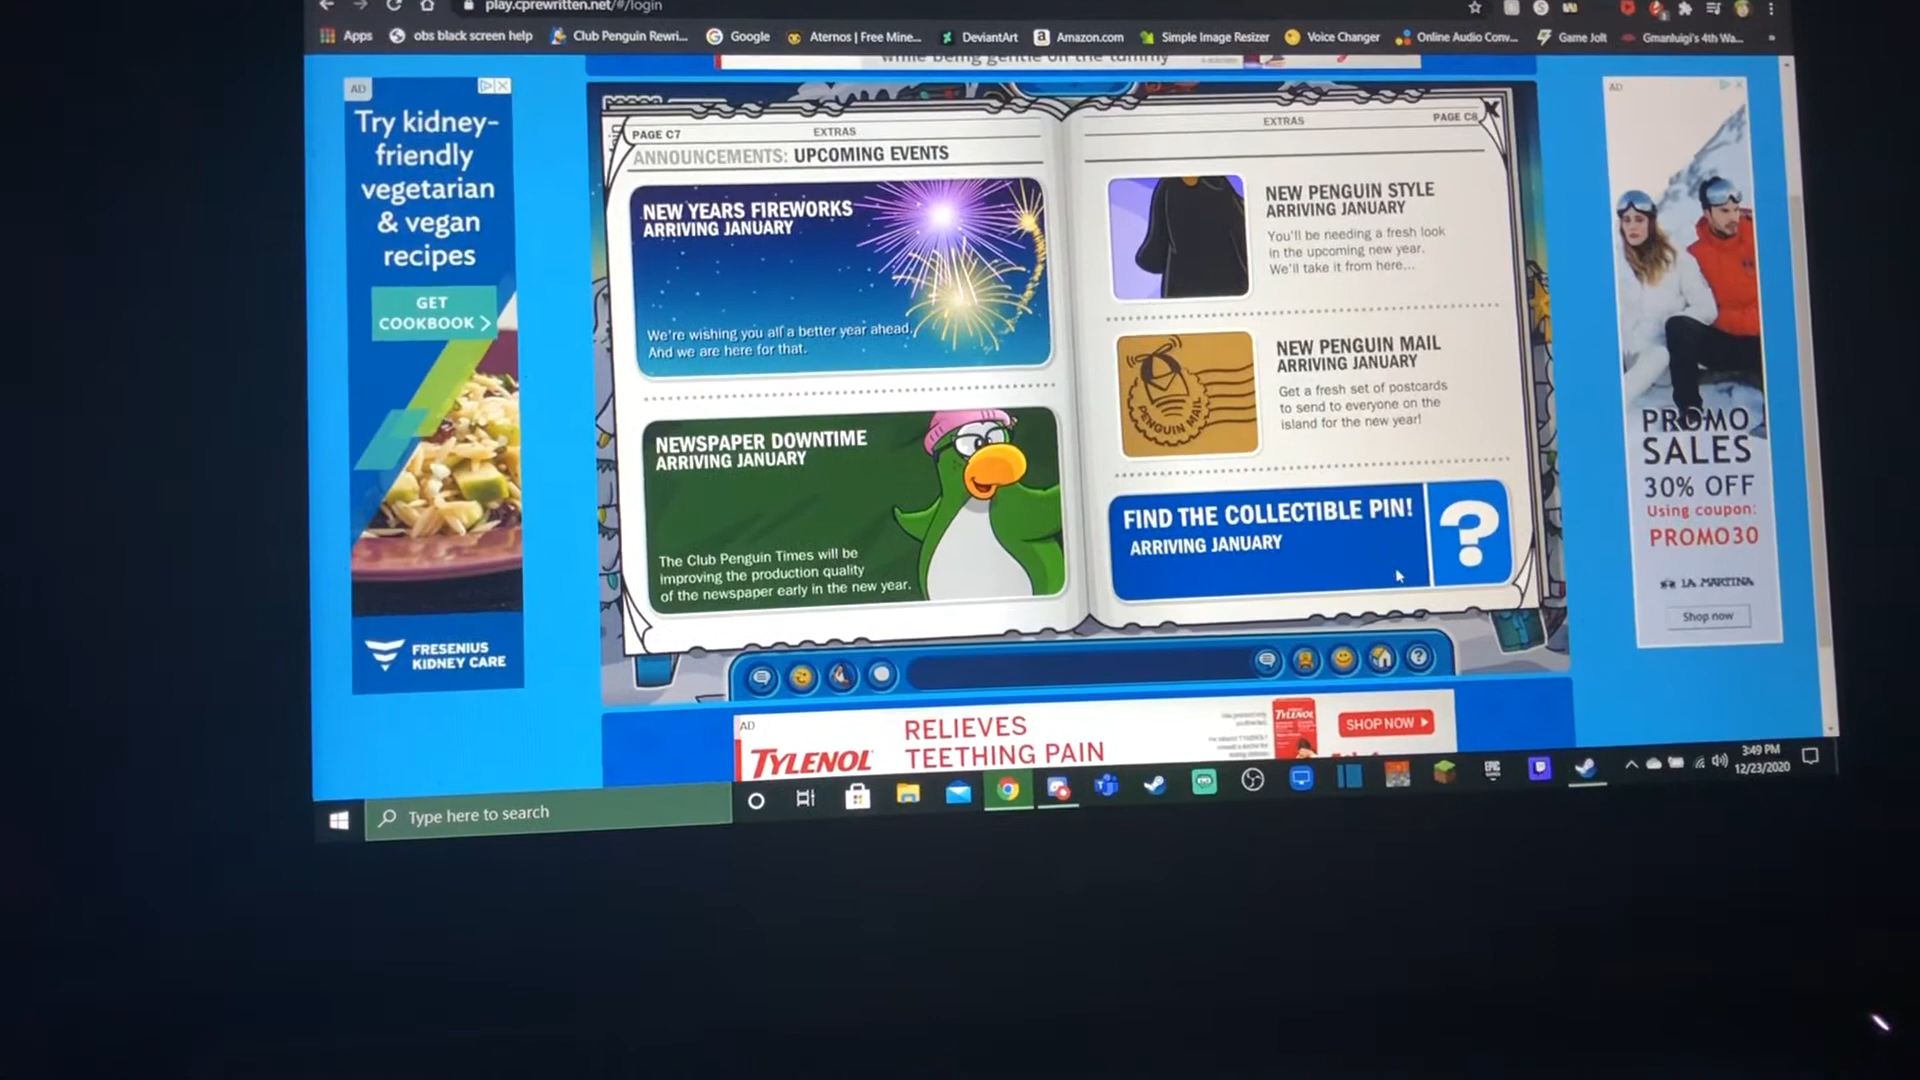 play.cprewritten.net/#/login
Apps
obs black screen help
Club Penguin Rewri...
Google
Aternos | Free Mine...
DeviantArt
Amazon.com
Simple Image Resizer
Voice Changer
Online Audio Conv...
Game Jolt
Gmanluigi's 4th Wa...
»
while being gentle on the tummy
AD
Try kidney-
friendly
vegetarian
& vegan
recipes
GET
COOKBOOK >
FRESENIUS
KIDNEY CARE
PAGE C7
EXTRAS
ANNOUNCEMENTS: UPCOMING EVENTS
NEW YEARS FIREWORKS
ARRIVING JANUARY
We're wishing you all a better year ahead.
And we are here for that.
NEWSPAPER DOWNTIME
ARRIVING JANUARY
The Club Penguin Times will be
improving the production quality
of the newspaper early in the new year.
EXTRAS
PAGE C8
NEW PENGUIN STYLE
ARRIVING JANUARY
You'll be needing a fresh look
in the upcoming new year.
We'll take it from here...
PENGUIN MAIL
NEW PENGUIN MAIL
ARRIVING JANUARY
Get a fresh set of postcards
to send to everyone on the
island for the new year!
FIND THE COLLECTIBLE PIN!
ARRIVING JANUARY
?
AD
PROMO
SALES
30% OFF
Using coupon:
PROMO30
LA MARTINA
Shop now
AD
TYLENOL
RELIEVES
TEETHING PAIN
TYLENOL
SHOP NOW
Type here to search
EPIC
3:49 PM
12/23/2020